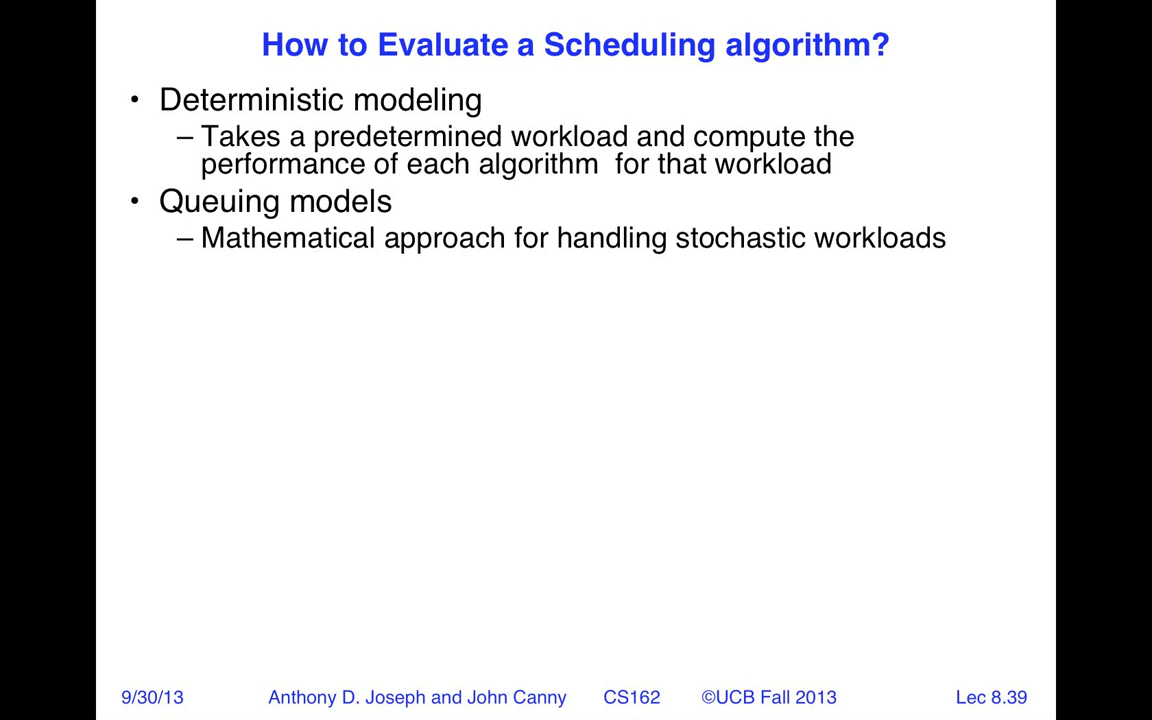 How to Evaluate a Scheduling algorithm?
• Deterministic modeling
– Takes a predetermined workload and compute the
performance of each algorithm  for that workload
• Queuing models
– Mathematical approach for handling stochastic workloads
9/30/13 Anthony D. Joseph and John Canny CS162 ©UCB Fall 2013 Lec 8.39